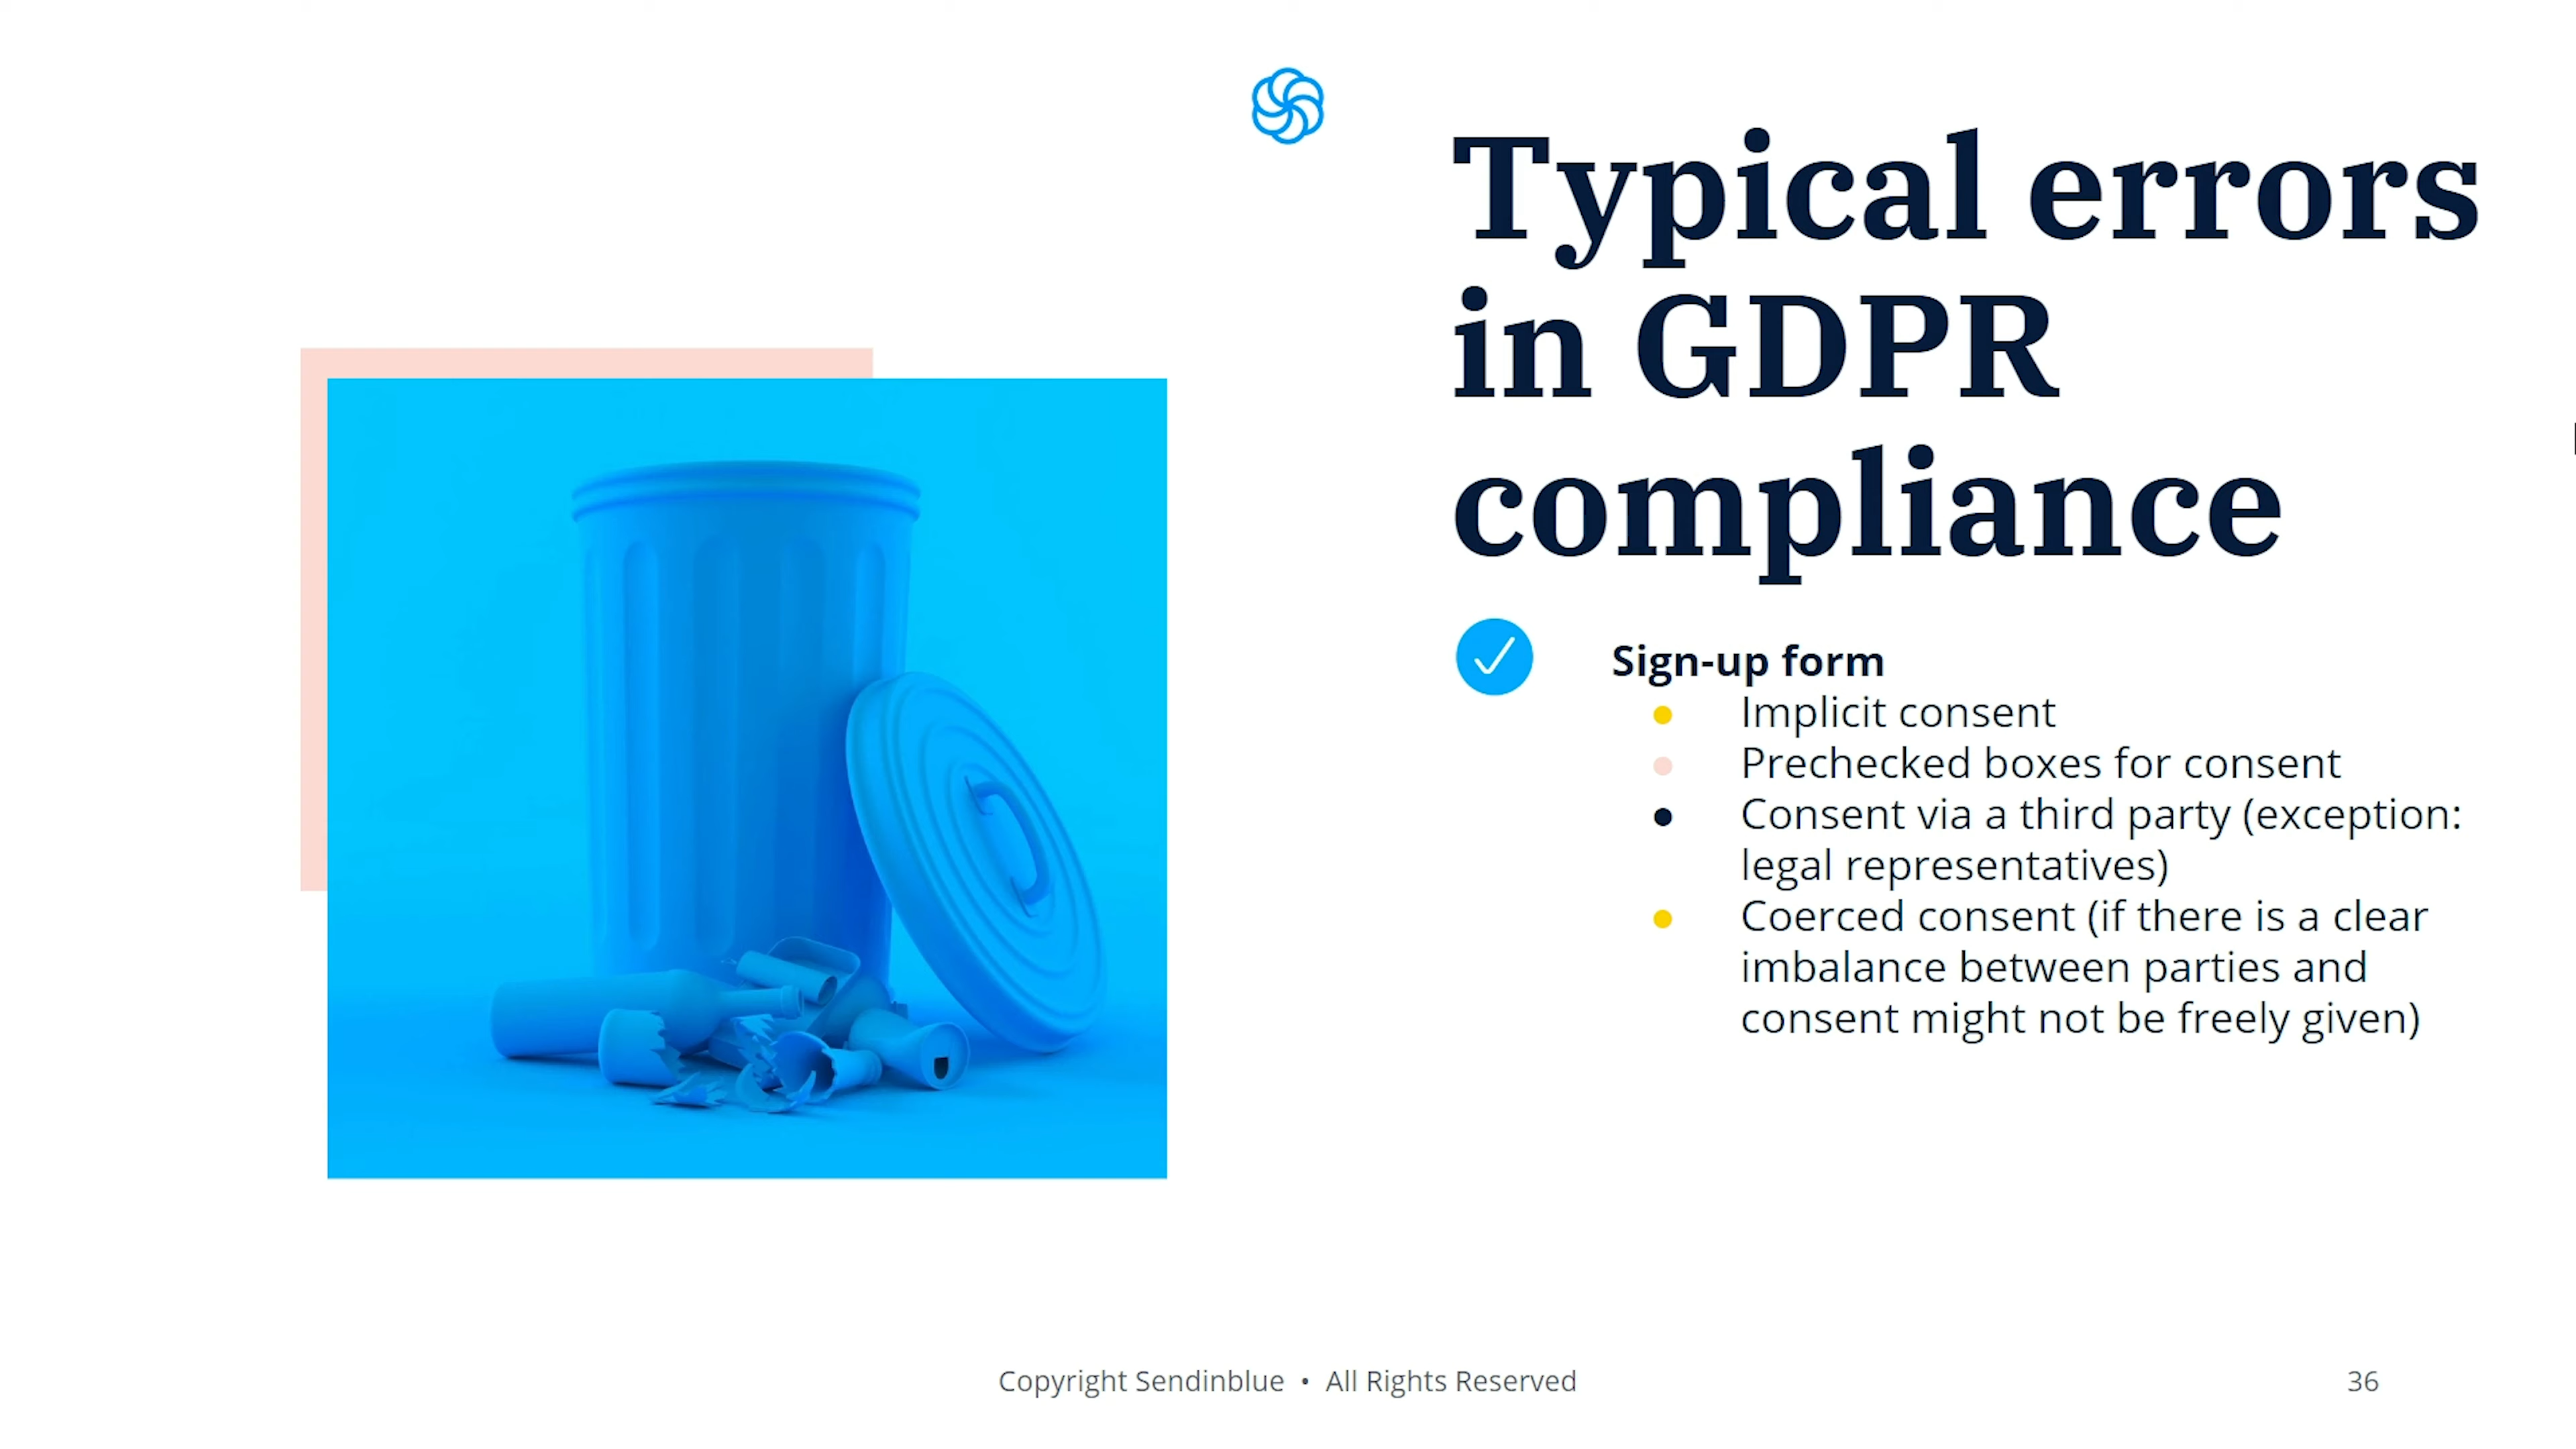 Typical errors
in GDPR
compliance
Sign-up form
Implicit consent
Prechecked boxes for consent
Consent via a third party (exception:
legal representatives)
Coerced consent (if there is a clear
imbalance between parties and
consent might not be freely given)
Copyright Sendinblue • All Rights Reserved
36